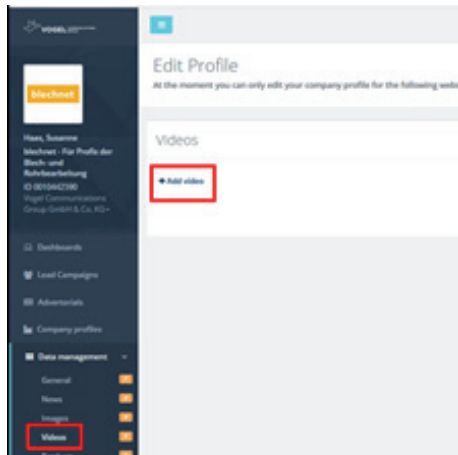 VOGEL
Edit Profile
At the moment you can only edit your company profile for the following
blechnet
Haas, Susanne
blechnet - Für Profis der
Blech- und
Rohrbearbeitung
ID 0010442590
Vogel Communications
Group GmbH & Co. KG
Videos
+ Add video
Dashboards
Lead Campaigns
Advertorials
Company profiles
Data management
General
News
Images
Videos